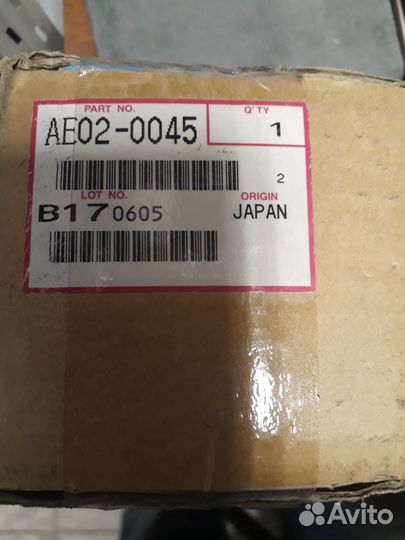 PART NO. Q'TY
AE02-0045 1
2
LOT NO. ORIGIN
B17 0605 JAPAN
Avito